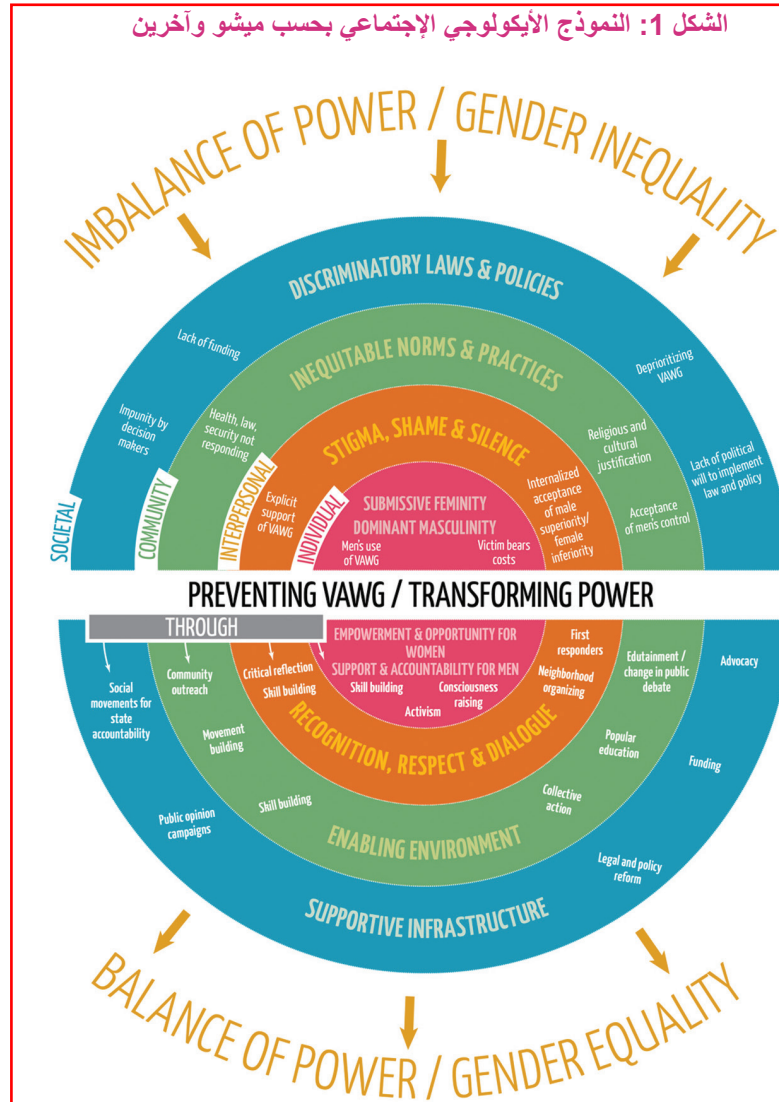 الشكل 1: النموذج الأيكولوجي الإجتماعي بحسب ميشو وآخرين
IMBALANCE OF POWER / GENDER INEQUALITY
DISCRIMINATORY LAWS & POLICIES
Lack of funding
Impunity by
decision
makers
Deprioritizing
VAWG
Lack of political
will to implement
law and policy
SOCIETAL
INEQUITABLE NORMS & PRACTICES
Health, law,
security not
responding
Religious and
cultural
justification
Acceptance
of men's control
COMMUNITY
STIGMA, SHAME & SILENCE
Explicit
support
of VAWG
Internalized
acceptance
of male
superiority/
female
inferiority
INTERPERSONAL
SUBMISSIVE FEMINITY
DOMINANT MASCULINITY
Men's use
of VAWG
Victim bears
costs
INDIVIDUAL
PREVENTING VAWG / TRANSFORMING POWER
THROUGH
EMPOWERMENT & OPPORTUNITY FOR
WOMEN
SUPPORT & ACCOUNTABILITY FOR MEN
Skill building
Activism
Consciousness
raising
Critical reflection
Skill building
First
responders
Neighborhood
organizing
RECOGNITION, RESPECT & DIALOGUE
Community
outreach
Movement
building
Skill building
Edutainment /
change in public
debate
Popular
education
Collective
action
ENABLING ENVIRONMENT
Social
movements for
state
accountability
Public opinion
campaigns
Advocacy
Funding
Legal and policy
reform
SUPPORTIVE INFRASTRUCTURE
BALANCE OF POWER / GENDER EQUALITY